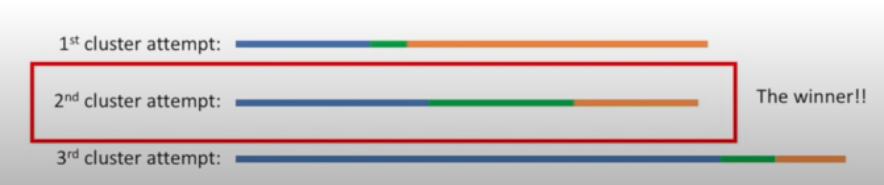 1st cluster attempt:
2nd cluster attempt:
The winner!!
3rd cluster attempt: